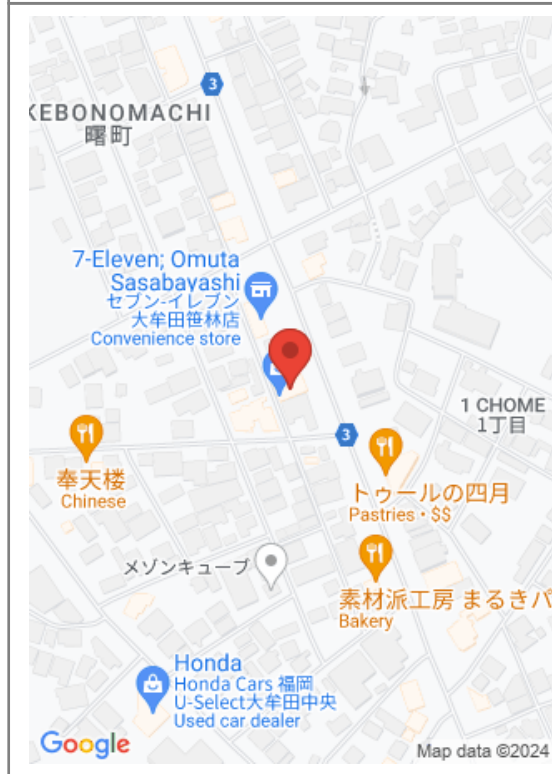 3
KEBONOMACHI
曙町
7-Eleven; Omuta
Sasabayashi
セブン-イレブン
大牟田笹林店
Convenience store
1 CHOME
1丁目
3
奉天楼
Chinese
トゥールの四月
Pastries • $$
メゾンキューブ
素材派工房 まるきパ
Bakery
Honda
Honda Cars 福岡
U-Select大牟田中央
Used car dealer
Google
Map data ©2024